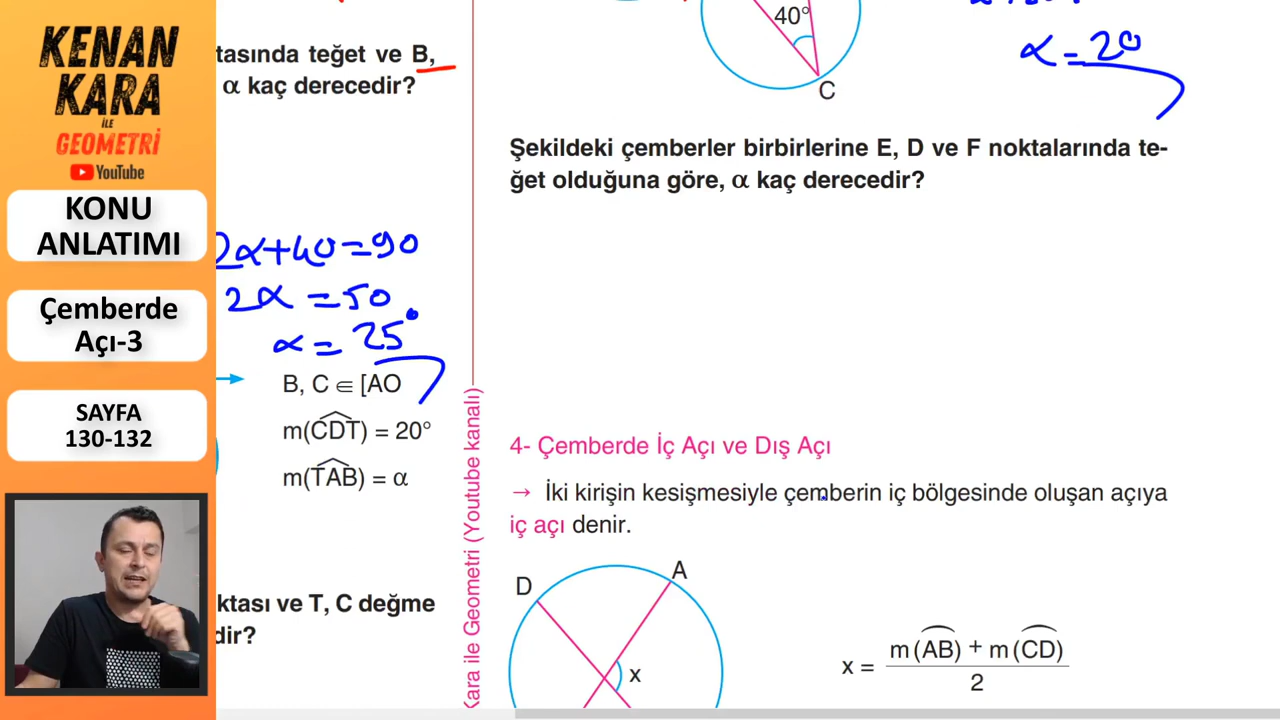 KENAN
KARA
İLE
GEOMETRİ
YouTube
KONU
ANLATIMI
Çemberde
Açı-3
SAYFA
130-132
tasında teğet ve B,
α kaç derecedir?
2α+40=90
2α=50
α=25°
B, C ∈ [AO
m(CDT) = 20°
m(TAB) = α
ktası ve T, C değme
dir?
Kara ile Geometri (Youtube kanalı)
40°
C
α=20
Şekildeki çemberler birbirlerine E, D ve F noktalarında te-
ğet olduğuna göre, α kaç derecedir?
4- Çemberde İç Açı ve Dış Açı
→ İki kirişin kesişmesiyle çemberin iç bölgesinde oluşan açıya
iç açı denir.
D
A
x
x = m(AB) + m(CD)
2